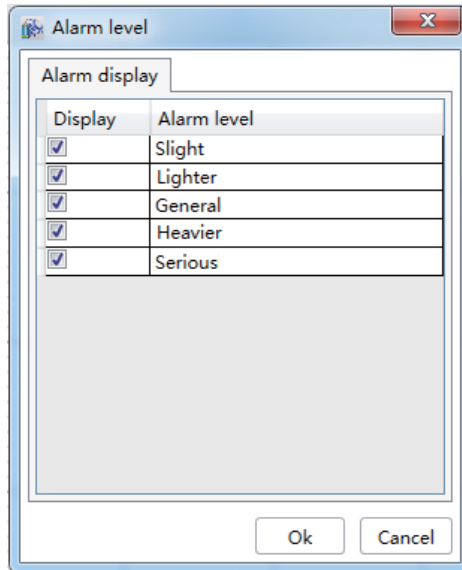 Alarm level
Alarm display
Display Alarm level
Slight
Lighter
General
Heavier
Serious
Ok Cancel